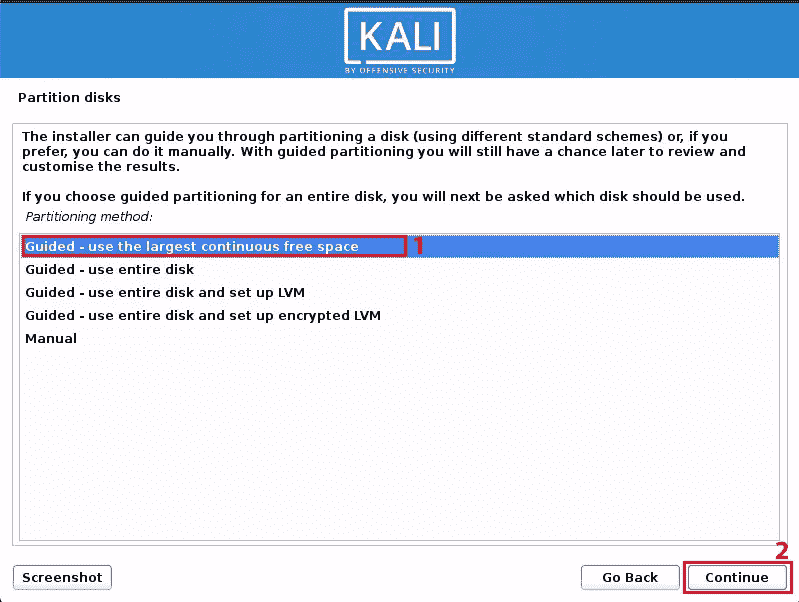 KALI
BY OFFENSIVE SECURITY
Partition disks
The installer can guide you through partitioning a disk (using different standard schemes) or, if you
prefer, you can do it manually. With guided partitioning you will still have a chance later to review and
customise the results.
If you choose guided partitioning for an entire disk, you will next be asked which disk should be used.
Partitioning method:
Guided - use the largest continuous free space 1
Guided - use entire disk
Guided - use entire disk and set up LVM
Guided - use entire disk and set up encrypted LVM
Manual
2
Screenshot Go Back Continue